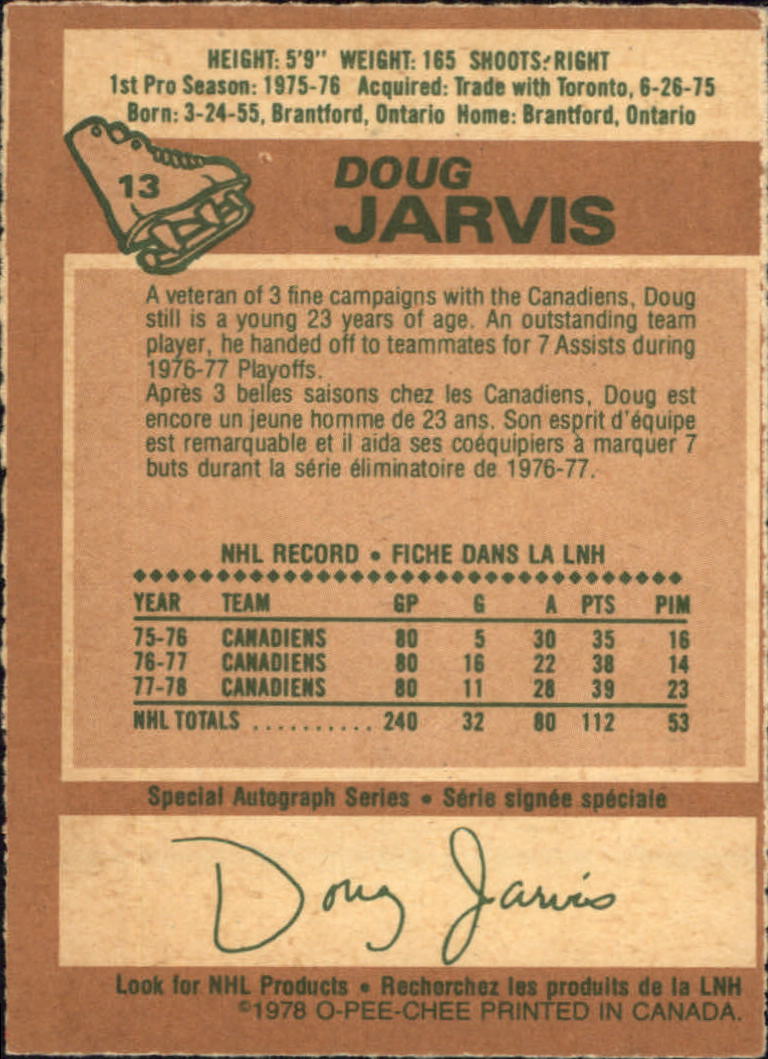 HEIGHT: 5'9" WEIGHT: 165 SHOOTS: RIGHT
1st Pro Season: 1975-76 Acquired: Trade with Toronto, 6-26-75
Born: 3-24-55, Brantford, Ontario Home: Brantford, Ontario
13
DOUG
JARVIS
A veteran of 3 fine campaigns with the Canadiens, Doug
still is a young 23 years of age. An outstanding team
player, he handed off to teammates for 7 Assists during
1976-77 Playoffs.
Après 3 belles saisons chez les Canadiens, Doug est
encore un jeune homme de 23 ans. Son esprit d'équipe
est remarquable et il aida ses coéquipiers à marquer 7
buts durant la série éliminatoire de 1976-77.
NHL RECORD • FICHE DANS LA LNH
YEAR TEAM GP G A PTS PIM
75-76 CANADIENS 80 5 30 35 16
76-77 CANADIENS 80 16 22 38 14
77-78 CANADIENS 80 11 28 39 23
NHL TOTALS .......... 240 32 80 112 53
Special Autograph Series • Série signée spéciale
Doug Jarvis
Look for NHL Products • Recherchez les produits de la LNH
©1978 O-PEE-CHEE PRINTED IN CANADA.